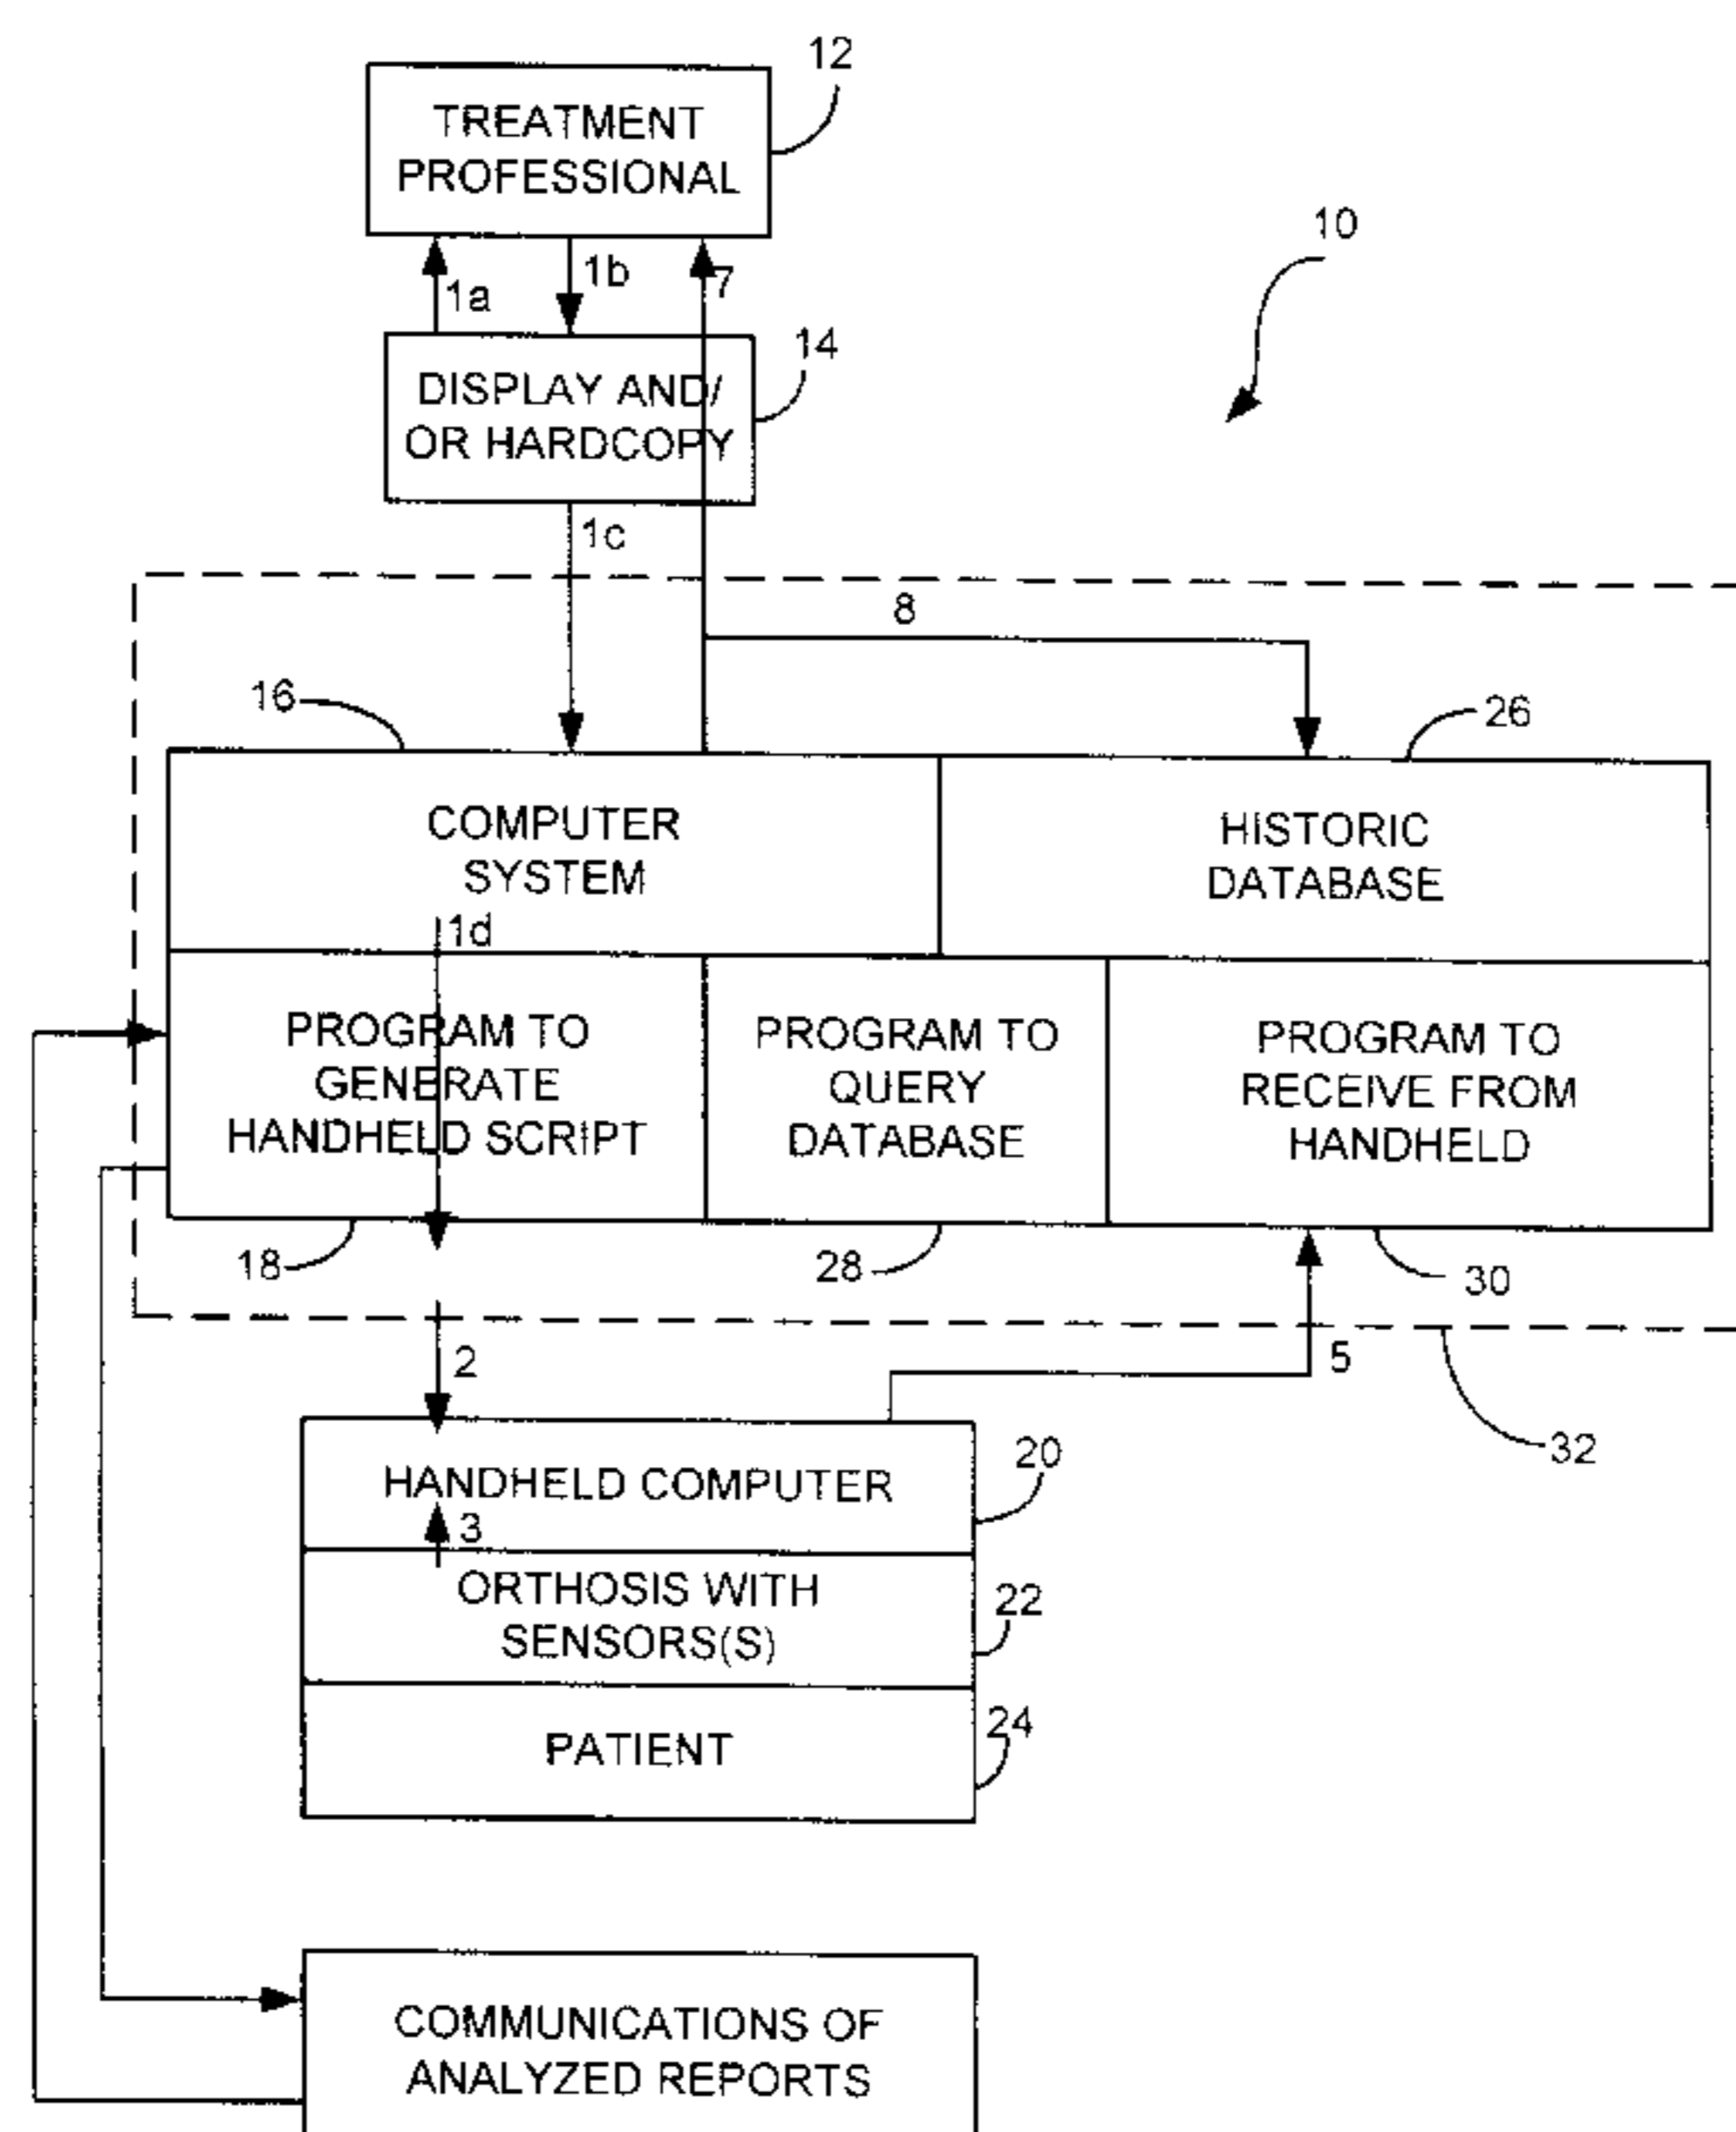 12
TREATMENT
PROFESSIONAL
10
1a
1b
7
14
DISPLAY AND/
OR HARDCOPY
1c
8
16
26
COMPUTER
SYSTEM
HISTORIC
DATABASE
1d
PROGRAM TO
GENERATE
HANDHELD SCRIPT
PROGRAM TO
QUERY
DATABASE
PROGRAM TO
RECEIVE FROM
HANDHELD
18
28
30
2
5
32
20
HANDHELD COMPUTER
3
ORTHOSIS WITH
SENSORS(S)
22
PATIENT
24
COMMUNICATIONS OF
ANALYZED REPORTS